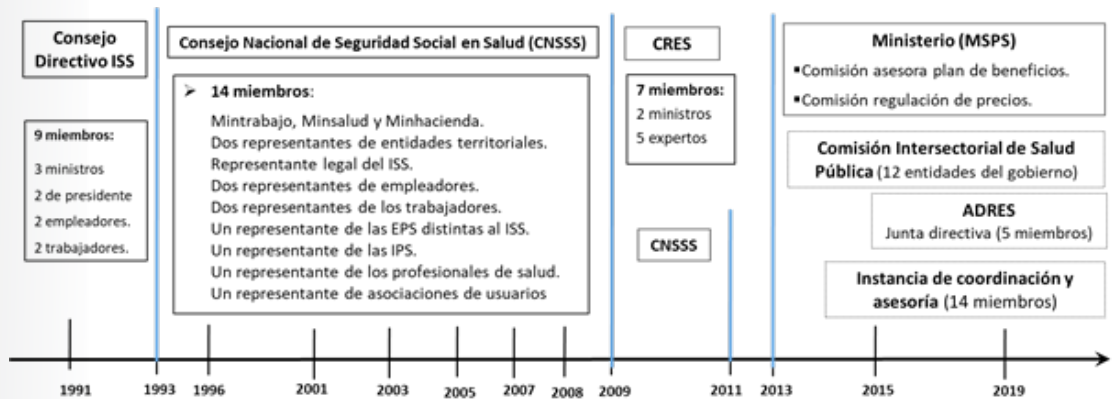 Consejo
Directivo ISS
9 miembros:
3 ministros
2 de presidente
2 empleadores.
2 trabajadores.
Consejo Nacional de Seguridad Social en Salud (CNSSS)
➢ 14 miembros:
Mintrabajo, Minsalud y Minhacienda.
Dos representantes de entidades territoriales.
Representante legal del ISS.
Dos representantes de empleadores.
Dos representantes de los trabajadores.
Un representante de las EPS distintas al ISS.
Un representante de las IPS.
Un representante de los profesionales de salud.
Un representante de asociaciones de usuarios
CRES
7 miembros:
2 ministros
5 expertos
CNSSS
Ministerio (MSPS)
▪Comisión asesora plan de beneficios.
▪Comisión regulación de precios.
Comisión Intersectorial de Salud
Pública (12 entidades del gobierno)
ADRES
Junta directiva (5 miembros)
Instancia de coordinación y
asesoría (14 miembros)
1991 1993 1996 2001 2003 2005 2007 2008 2009 2011 2013 2015 2019